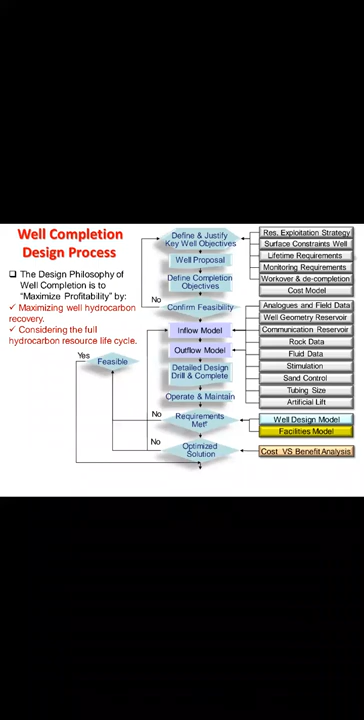 Well Completion
Design Process
The Design Philosophy of
Well Completion is to
"Maximize Profitability" by:
Maximizing well hydrocarbon
recovery.
Considering the full
hydrocarbon resource life cycle.
Define & Justify
Key Well Objectives
Well Proposal
Define Completion
Objectives
No
Confirm Feasibility
Inflow Model
Outflow Model
Yes
Feasible
Detailed Design
Drill & Complete
Operate & Maintain
No
Requirements
Met
No
Optimized
Solution
Res. Exploitation Strategy
Surface Constraints Well
Lifetime Requirements
Monitoring Requirements
Workover & de-completion
Cost Model
Analogues and Field Data
Well Geometry Reservoir
Communication Reservoir
Rock Data
Fluid Data
Stimulation
Sand Control
Tubing Size
Artificial Lift
Well Design Model
Facilities Model
Cost VS Benefit Analysis